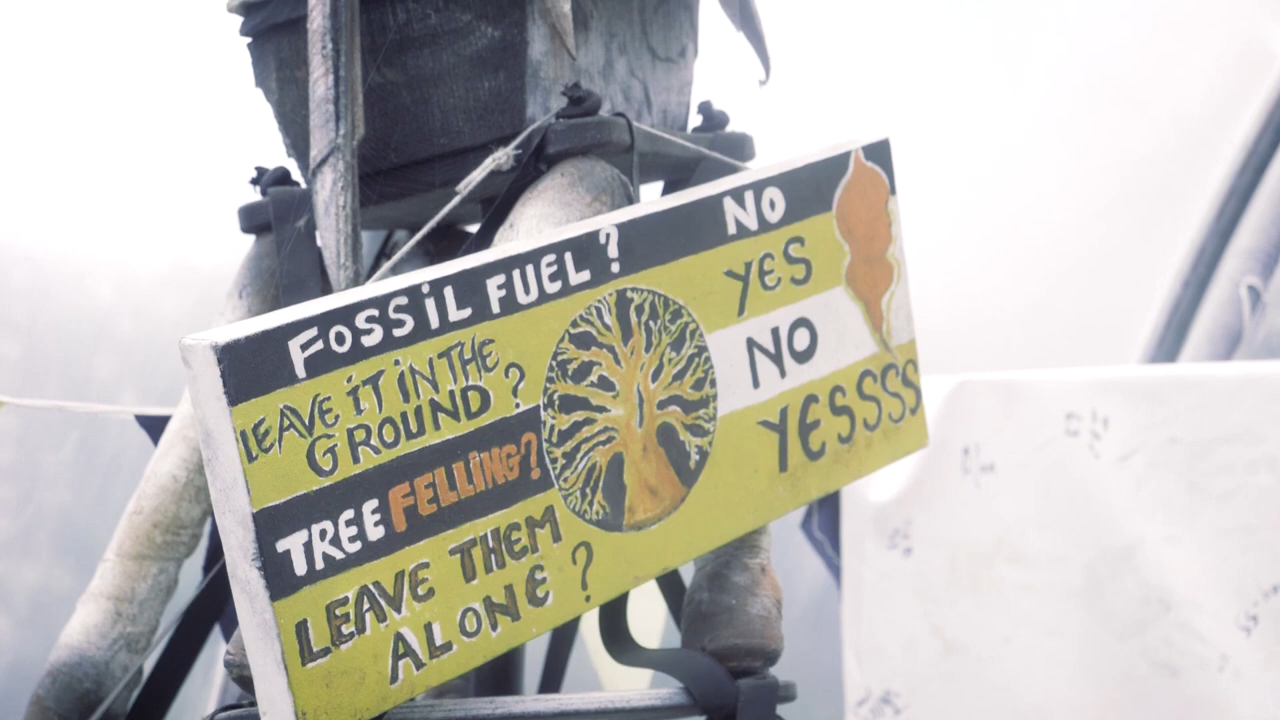 FOSSiL FUEL? NO
LEAVE iT iN THE YES
GROUND?
TREE FELLiNG? NO
LEAVE THEM YESSSS
ALONE?